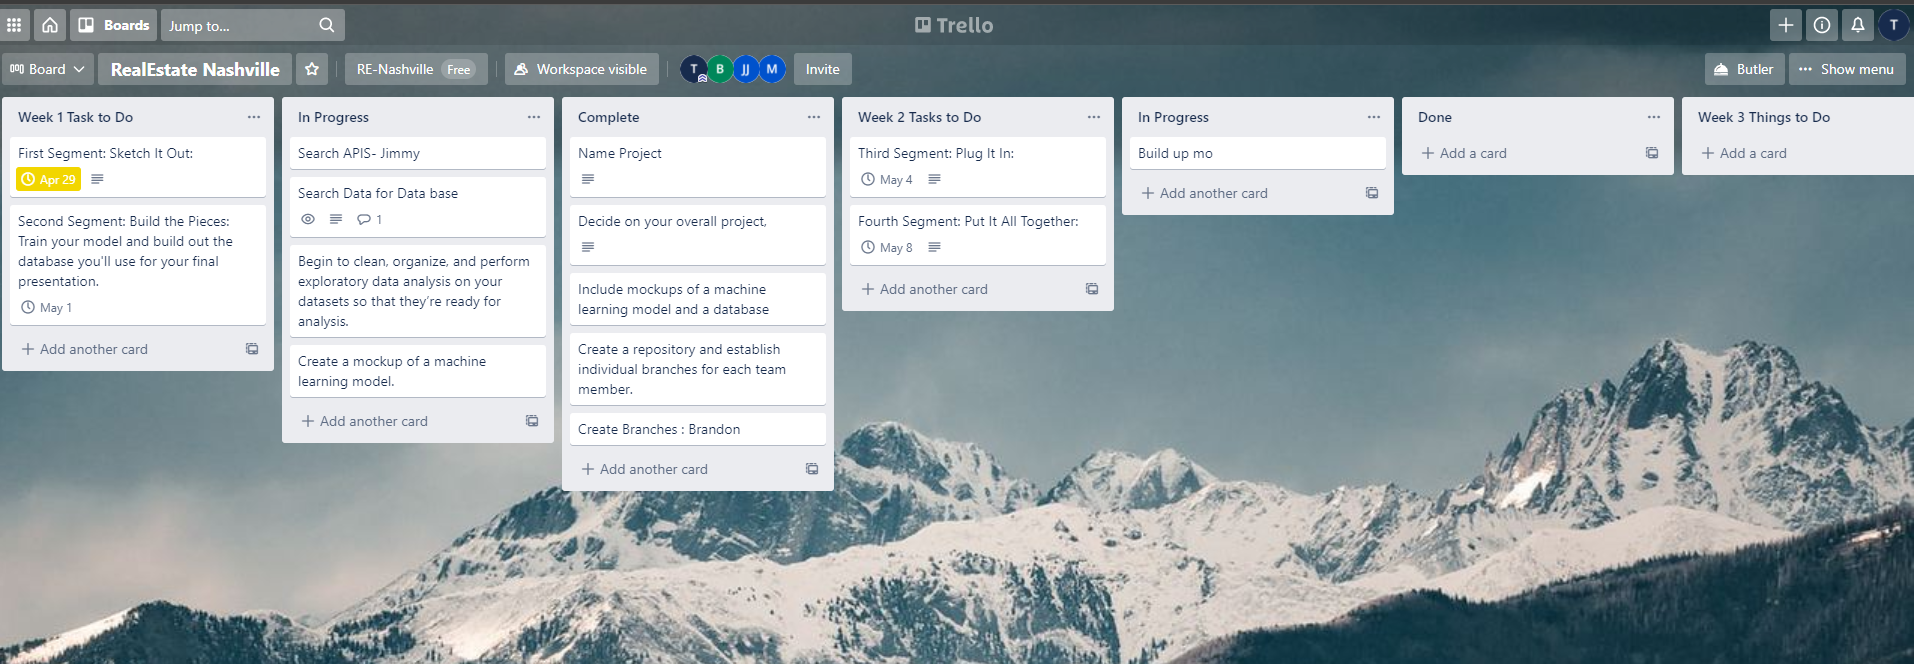 Boards
Jump to...
Trello
T
Board
RealEstate Nashville
RE-Nashville Free
Workspace visible
T B JJ M
Invite
Butler
... Show menu
Week 1 Task to Do
First Segment: Sketch It Out:
Apr 29
Second Segment: Build the Pieces:
Train your model and build out the
database you'll use for your final
presentation.
May 1
+ Add another card
In Progress
Search APIS- Jimmy
Search Data for Data base
1
Begin to clean, organize, and perform
exploratory data analysis on your
datasets so that they're ready for
analysis.
Create a mockup of a machine
learning model.
+ Add another card
Complete
Name Project
Decide on your overall project,
Include mockups of a machine
learning model and a database
Create a repository and establish
individual branches for each team
member.
Create Branches : Brandon
+ Add another card
Week 2 Tasks to Do
Third Segment: Plug It In:
May 4
Fourth Segment: Put It All Together:
May 8
+ Add another card
In Progress
Build up mo
+ Add another card
Done
+ Add a card
Week 3 Things to Do
+ Add a card